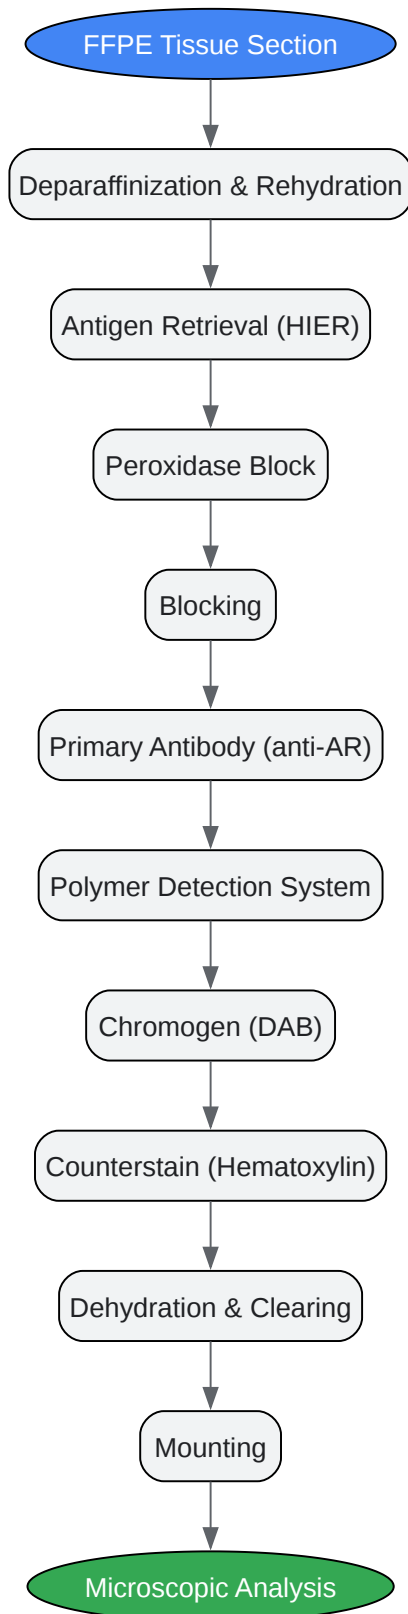 FFPE Tissue Section
Deparaffinization & Rehydration
Antigen Retrieval (HIER)
Peroxidase Block
Blocking
Primary Antibody (anti-AR)
Polymer Detection System
Chromogen (DAB)
Counterstain (Hematoxylin)
Dehydration & Clearing
Mounting
Microscopic Analysis